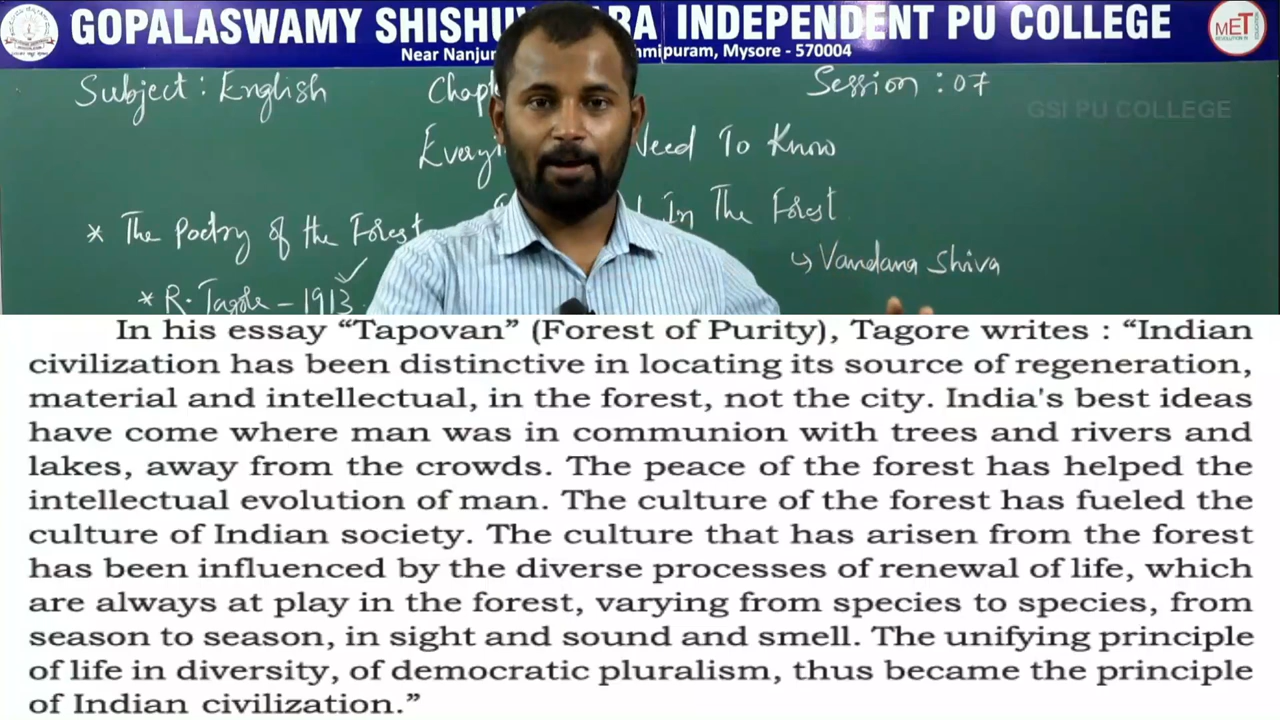 GOPALASWAMY INDEPENDENT PU COLLEGE
MET
Near Mysore - 570004
Subject : English
Session : 07
GSI PU COLLEGE
Need To Know
In The Forest
* The Poetry of the Forest
↳ Vandana Shiva
* R. Tagore - 1913
In his essay “Tapovan” (Forest of Purity), Tagore writes : “Indian
civilization has been distinctive in locating its source of regeneration,
material and intellectual, in the forest, not the city. India's best ideas
have come where man was in communion with trees and rivers and
lakes, away from the crowds. The peace of the forest has helped the
intellectual evolution of man. The culture of the forest has fueled the
culture of Indian society. The culture that has arisen from the forest
has been influenced by the diverse processes of renewal of life, which
are always at play in the forest, varying from species to species, from
season to season, in sight and sound and smell. The unifying principle
of life in diversity, of democratic pluralism, thus became the principle
of Indian civilization.”